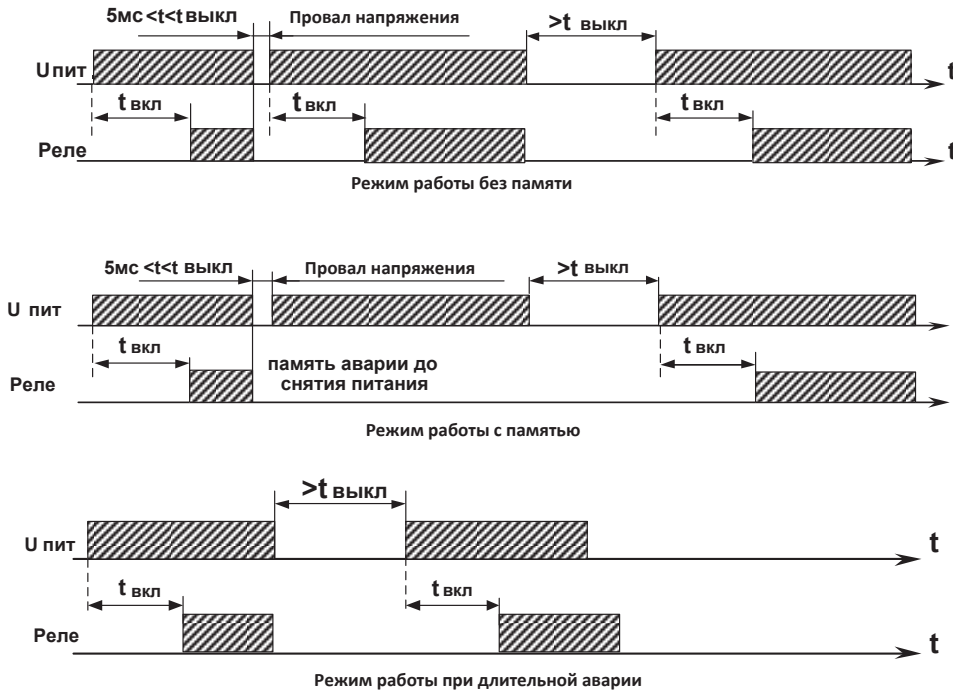 5мс <t<t выкл Провал напряжения >t выкл
U пит t
t вкл t вкл t вкл
Реле t
Режим работы без памяти
5мс <t<t выкл Провал напряжения >t выкл
U пит
t вкл память аварии до t вкл
Реле снятия питания
Режим работы с памятью
>t выкл
U пит t
t вкл t вкл
Реле t
Режим работы при длительной аварии